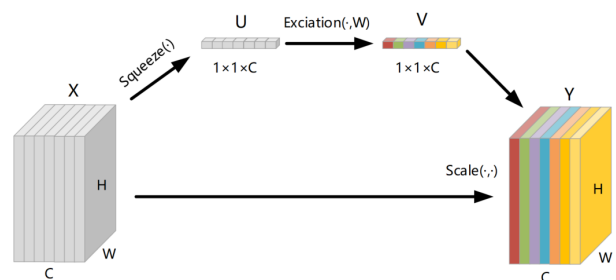 U
Exciation(·,W)
V
Squeeze(·)
1×1×C
1×1×C
X
Y
H
Scale(·,·)
H
W
C
W
C